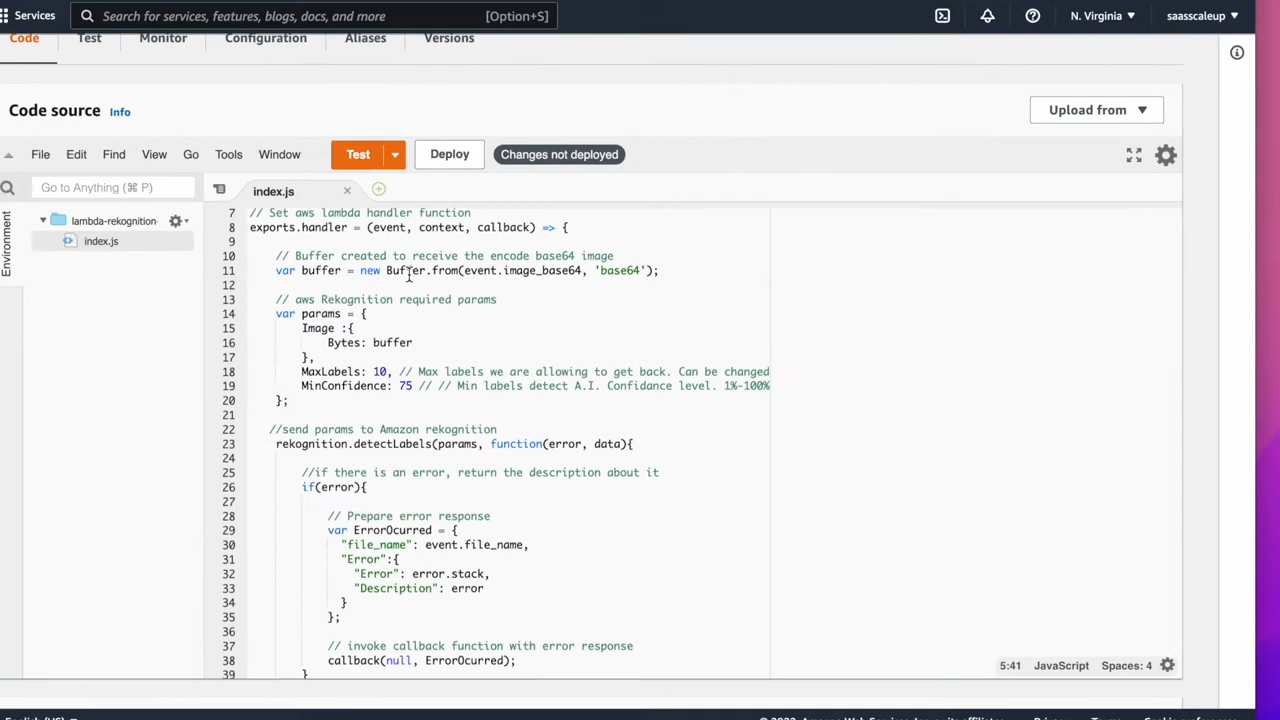 Services
Search for services, features, blogs, docs, and more
[Option+S]
N. Virginia
saasscaleup
Code
Test
Monitor
Configuration
Aliases
Versions
Code source
Info
Upload from
File
Edit
Find
View
Go
Tools
Window
Test
Deploy
Changes not deployed
Go to Anything (⌘ P)
index.js
Environment
lambda-rekognition-
index.js
7 // Set aws lambda handler function
8 exports.handler = (event, context, callback) => {
9
10 // Buffer created to receive the encode base64 image
11 var buffer = new Buffer.from(event.image_base64, 'base64');
12
13 // aws Rekognition required params
14 var params = {
15 Image :{
16 Bytes: buffer
17 },
18 MaxLabels: 10, // Max labels we are allowing to get back. Can be changed
19 MinConfidence: 75 // // Min labels detect A.I. Confidance level. 1%-100%
20 };
21
22 //send params to Amazon rekognition
23 rekognition.detectLabels(params, function(error, data){
24
25 //if there is an error, return the description about it
26 if(error){
27
28 // Prepare error response
29 var ErrorOcurred = {
30 "file_name": event.file_name,
31 "Error":{
32 "Error": error.stack,
33 "Description": error
34 }
35 };
36
37 // invoke callback function with error response
38 callback(null, ErrorOcurred);
39 }
5:41
JavaScript
Spaces: 4